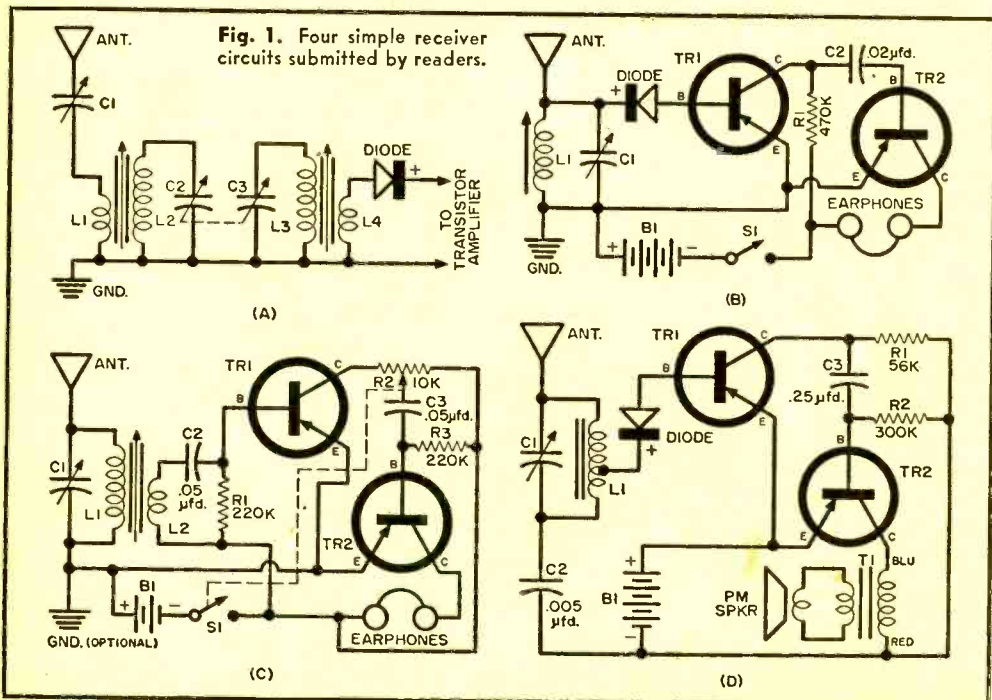 Fig. 1. Four simple receiver
circuits submitted by readers.
ANT.
C1
L1
L2
C2
C3
L3
L4
DIODE
+
TO
TRANSISTOR
AMPLIFIER
GND.
(A)
ANT.
DIODE
+
TR1
B
C
E
C2
.02µfd.
TR2
B
E
C
R1
470K
L1
C1
EARPHONES
+
B1
-
S1
GND.
(B)
ANT.
TR1
B
C
E
R2
10K
C3
.05µfd.
R3
220K
C1
L1
L2
C2
.05
µfd.
R1
220K
TR2
B
E
C
+
B1
-
S1
EARPHONES
GND. (OPTIONAL)
(C)
ANT.
TR1
B
C
E
R1
56K
C3
.25µfd.
R2
300K
DIODE
+
C1
L1
TR2
B
E
C
C2
.005
µfd.
+
B1
-
PM
SPKR
T1
BLU
RED
(D)